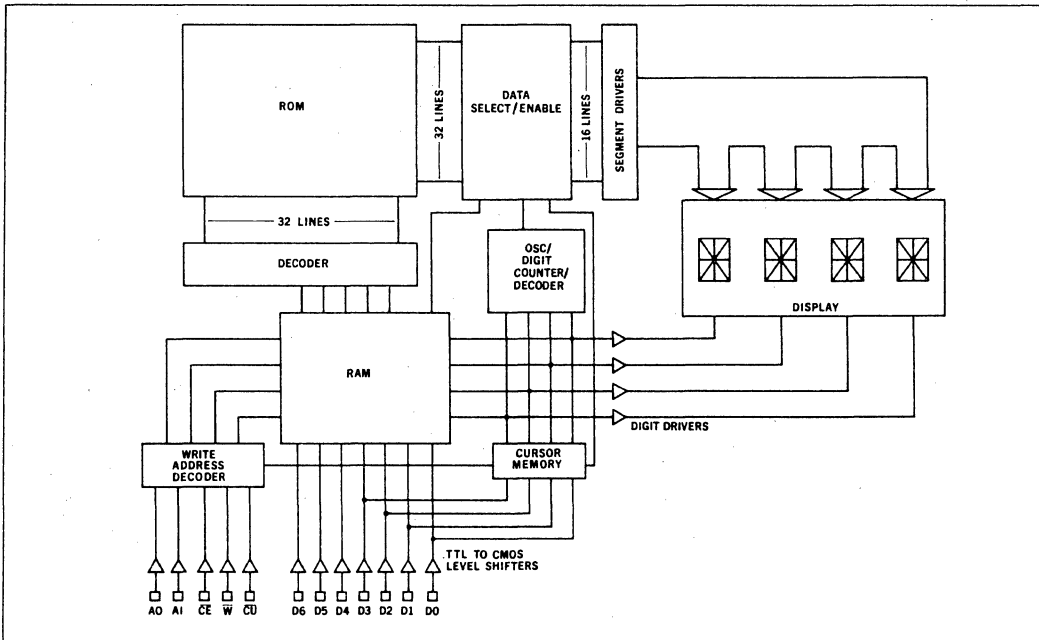 ROM
32 LINES
DATA
SELECT/ENABLE
16 LINES
SEGMENT DRIVERS
32 LINES
DECODER
OSC/
DIGIT
COUNTER/
DECODER
DISPLAY
RAM
DIGIT DRIVERS
WRITE
ADDRESS
DECODER
CURSOR
MEMORY
TTL TO CMOS
LEVEL SHIFTERS
A0 A1 C̅E̅ W̅ C̅U̅ D6 D5 D4 D3 D2 D1 D0